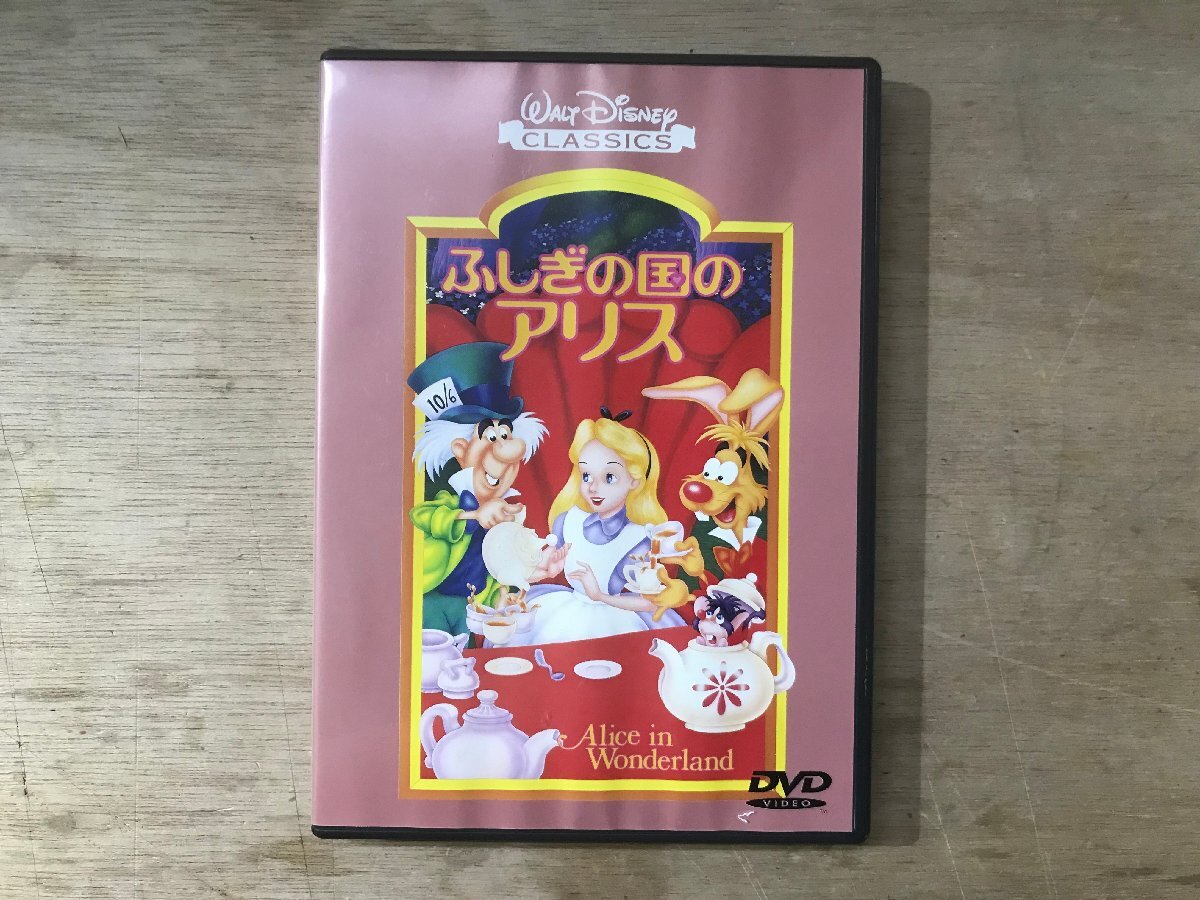 WALT DISNEY
CLASSICS
ふしぎの国の
アリス
10/6
Alice in
Wonderland
DVD
VIDEO